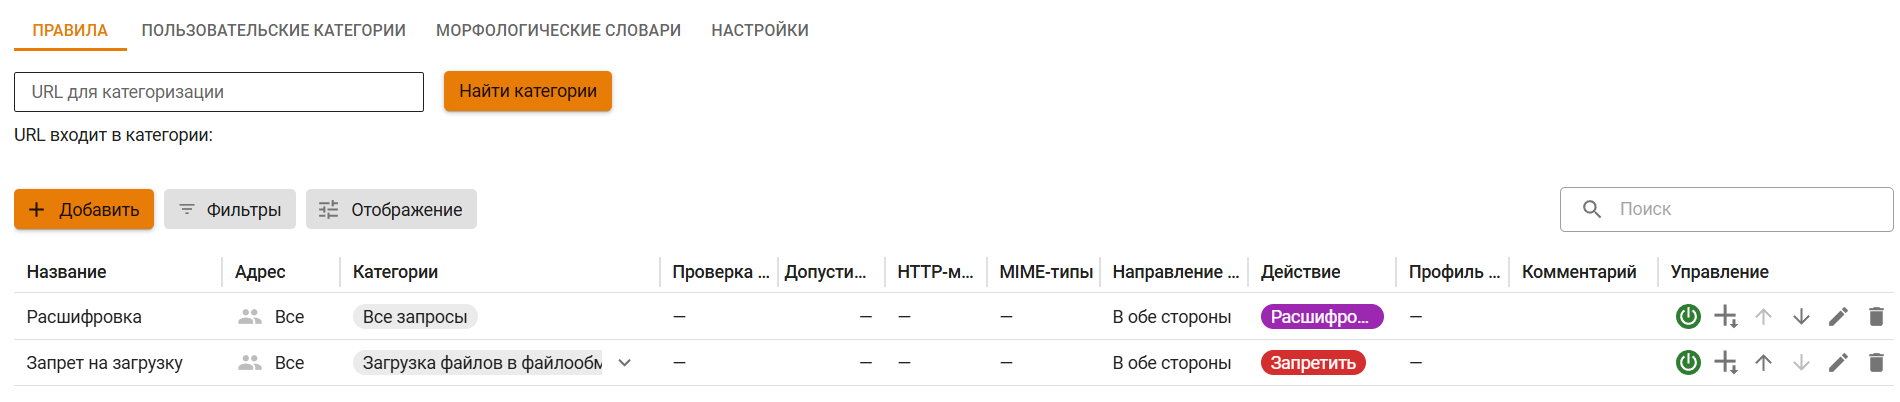 ПРАВИЛА ПОЛЬЗОВАТЕЛЬСКИЕ КАТЕГОРИИ МОРФОЛОГИЧЕСКИЕ СЛОВАРИ НАСТРОЙКИ
URL для категоризации Найти категории
URL входит в категории:
Добавить Фильтры Отображение Поиск
Название Адрес Категории Проверка ... Допусти... HTTP-м... MIME-типы Направление ... Действие Профиль ... Комментарий Управление
Расшифровка Все Все запросы — — — — В обе стороны Расшифро... —
Запрет на загрузку Все Загрузка файлов в файлообм — — — — В обе стороны Запретить —